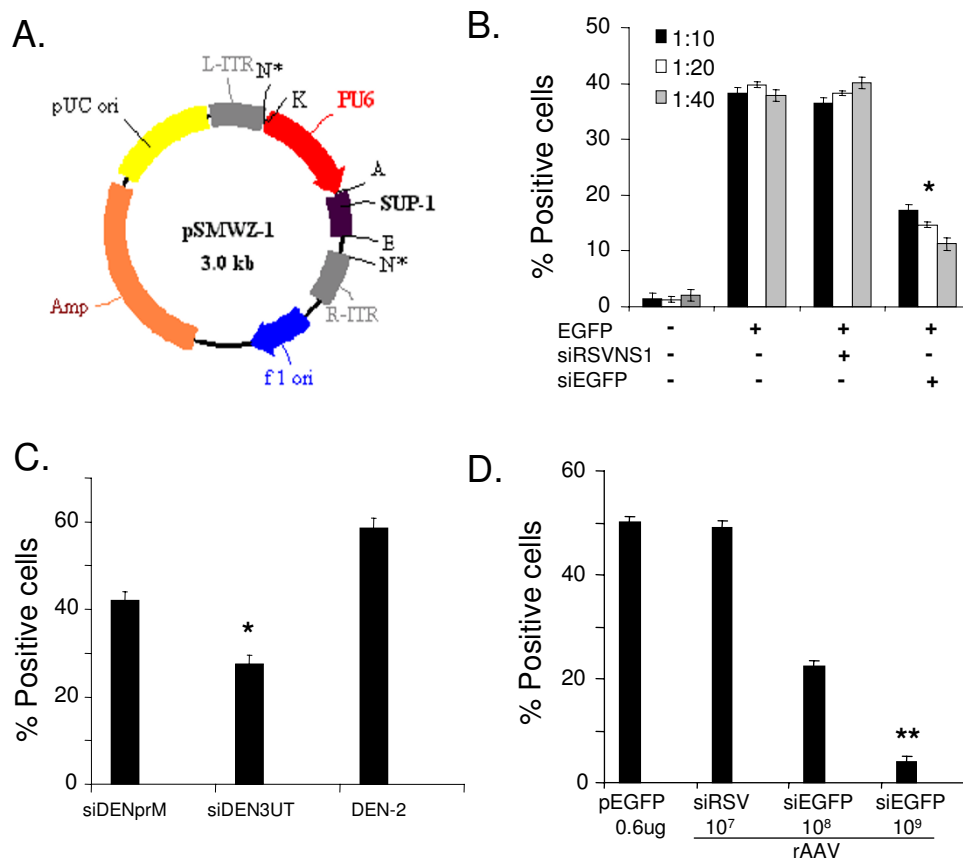 A.
L-ITR
N*
K
PU6
pUC ori
A
SUP-1
pSMWZ-1
3.0 kb
E
N*
Amp
R-ITR
f1 ori
B.
% Positive cells
50
40
30
20
10
0
1:10
1:20
1:40
*
EGFP - + + +
siRSVNS1 - - + -
siEGFP - - - +
C.
% Positive cells
60
40
20
0
*
siDENprM siDEN3UT DEN-2
D.
% Positive cells
60
40
20
0
**
pEGFP siRSV siEGFP siEGFP
0.6ug 10⁷ 10⁸ 10⁹
rAAV